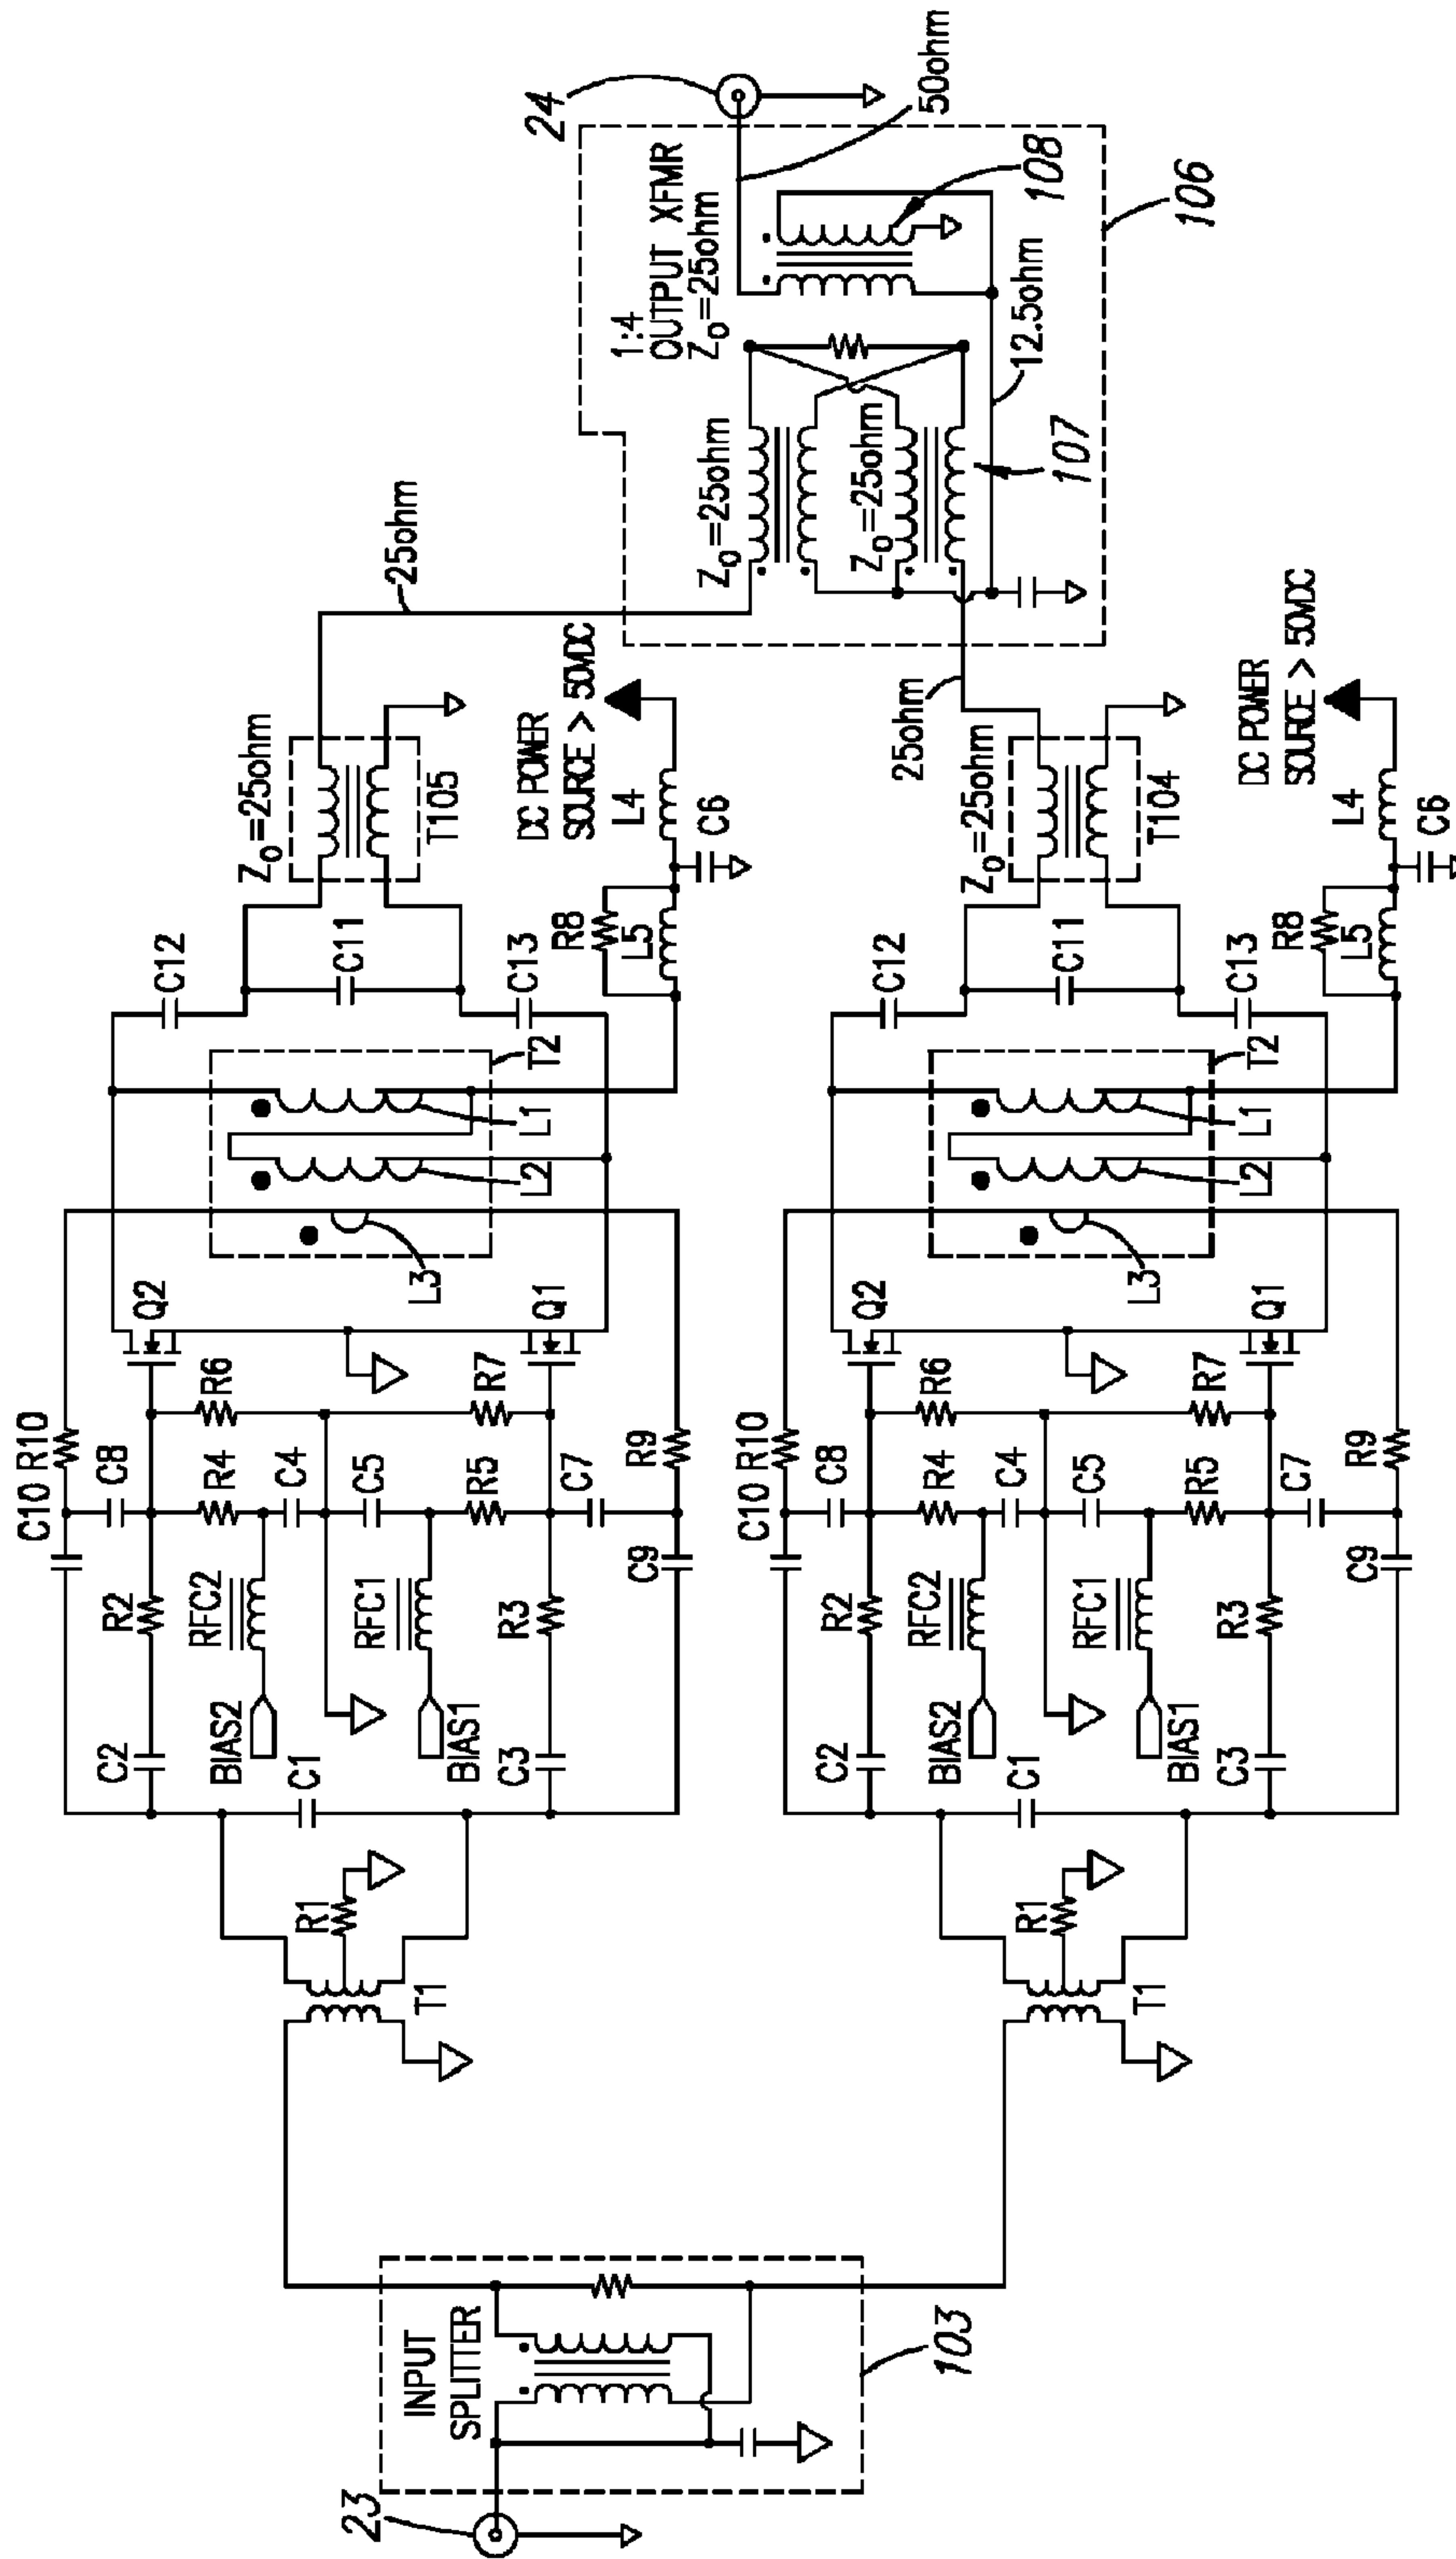 23
INPUT
SPLITTER
103
T1
R1
C10 R10
C8
C2
R2
R4
R6
Q2
BIAS2
RFC2
C4
C1
C5
BIAS1
RFC1
R5
R7
Q1
C3
R3
C7
C9
R9
L3
L2
L1
T2
C12
C11
C13
R8
L5
L4
C6
DC POWER
SOURCE > 50VDC
Zo=25ohm
T105
25ohm
T1
R1
C10 R10
C8
C2
R2
R4
R6
Q2
BIAS2
RFC2
C4
C1
C5
BIAS1
RFC1
R5
R7
Q1
C3
R3
C7
C9
R9
L3
L2
L1
T2
C12
C11
C13
R8
L5
L4
C6
DC POWER
SOURCE > 50VDC
Zo=25ohm
T104
25ohm
Zo=25ohm
Zo=25ohm
107
1:4
OUTPUT XFMR
Zo=25ohm
108
12.5ohm
50ohm
106
24